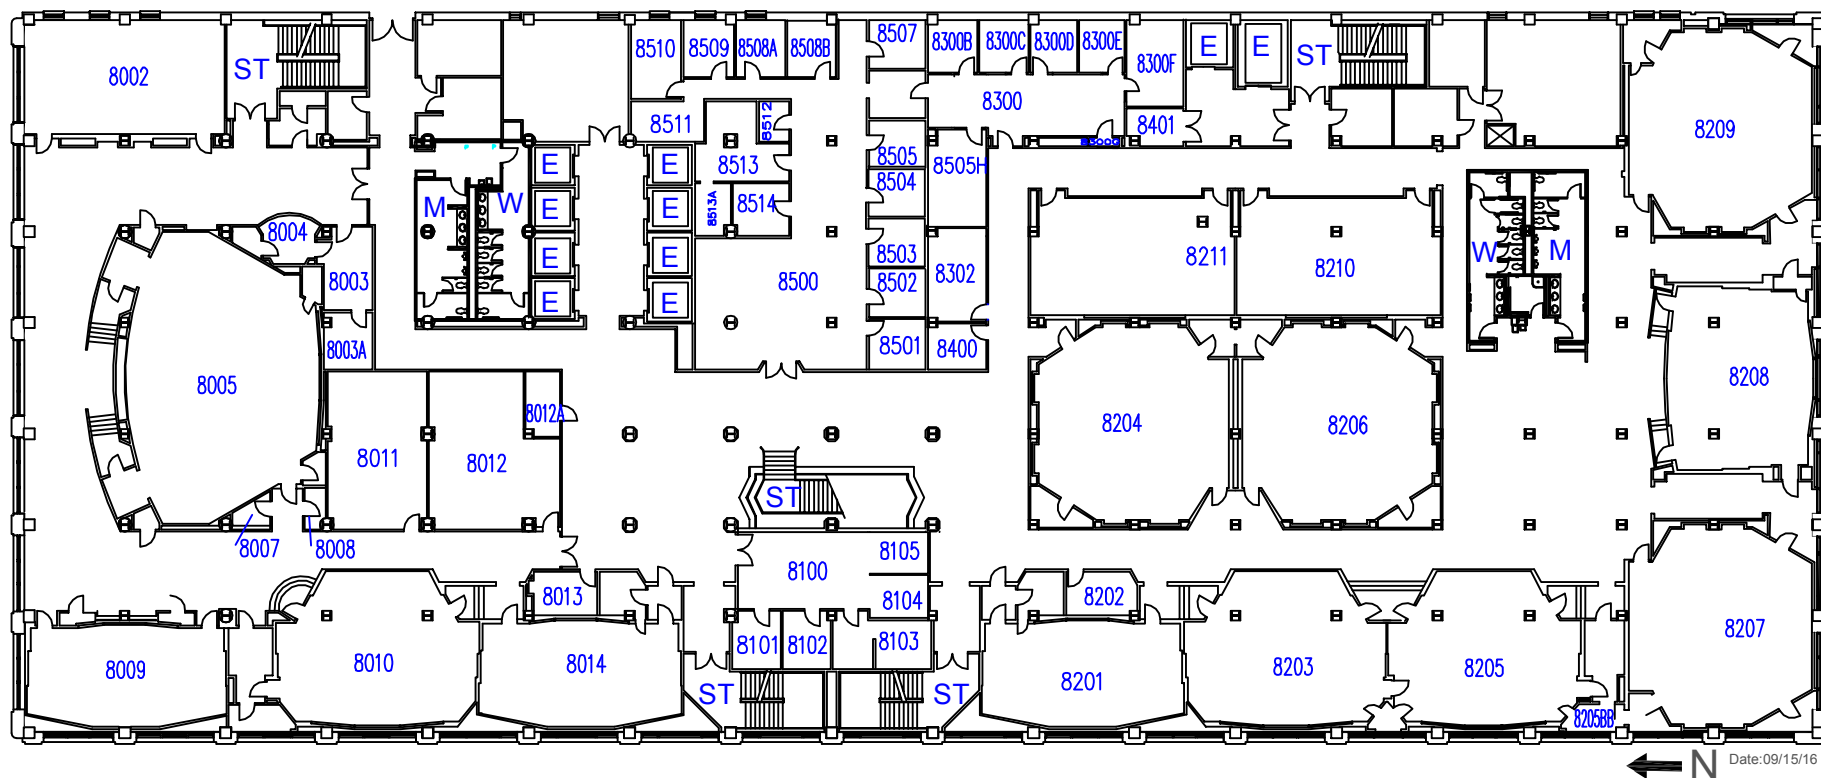 8510
8509
8508A
8508B
8507
8300B
8300C
8300D
8300E
8300F
E
E
ST
8002
ST
8300
8401
8511
8512
8209
8300G
8505
8505H
8513
8504
8513A
8514
E
E
M
W
E
E
8004
W
M
8003
E
E
8503
8211
8210
8500
8502
8302
E
E
8003A
8501
8400
8005
8208
8012A
8204
8206
8011
8012
ST
8007
8008
8105
8100
8013
8104
8202
8101
8102
8103
8207
8009
8010
8014
8201
8203
8205
ST
ST
8205BB
N
Date:09/15/16